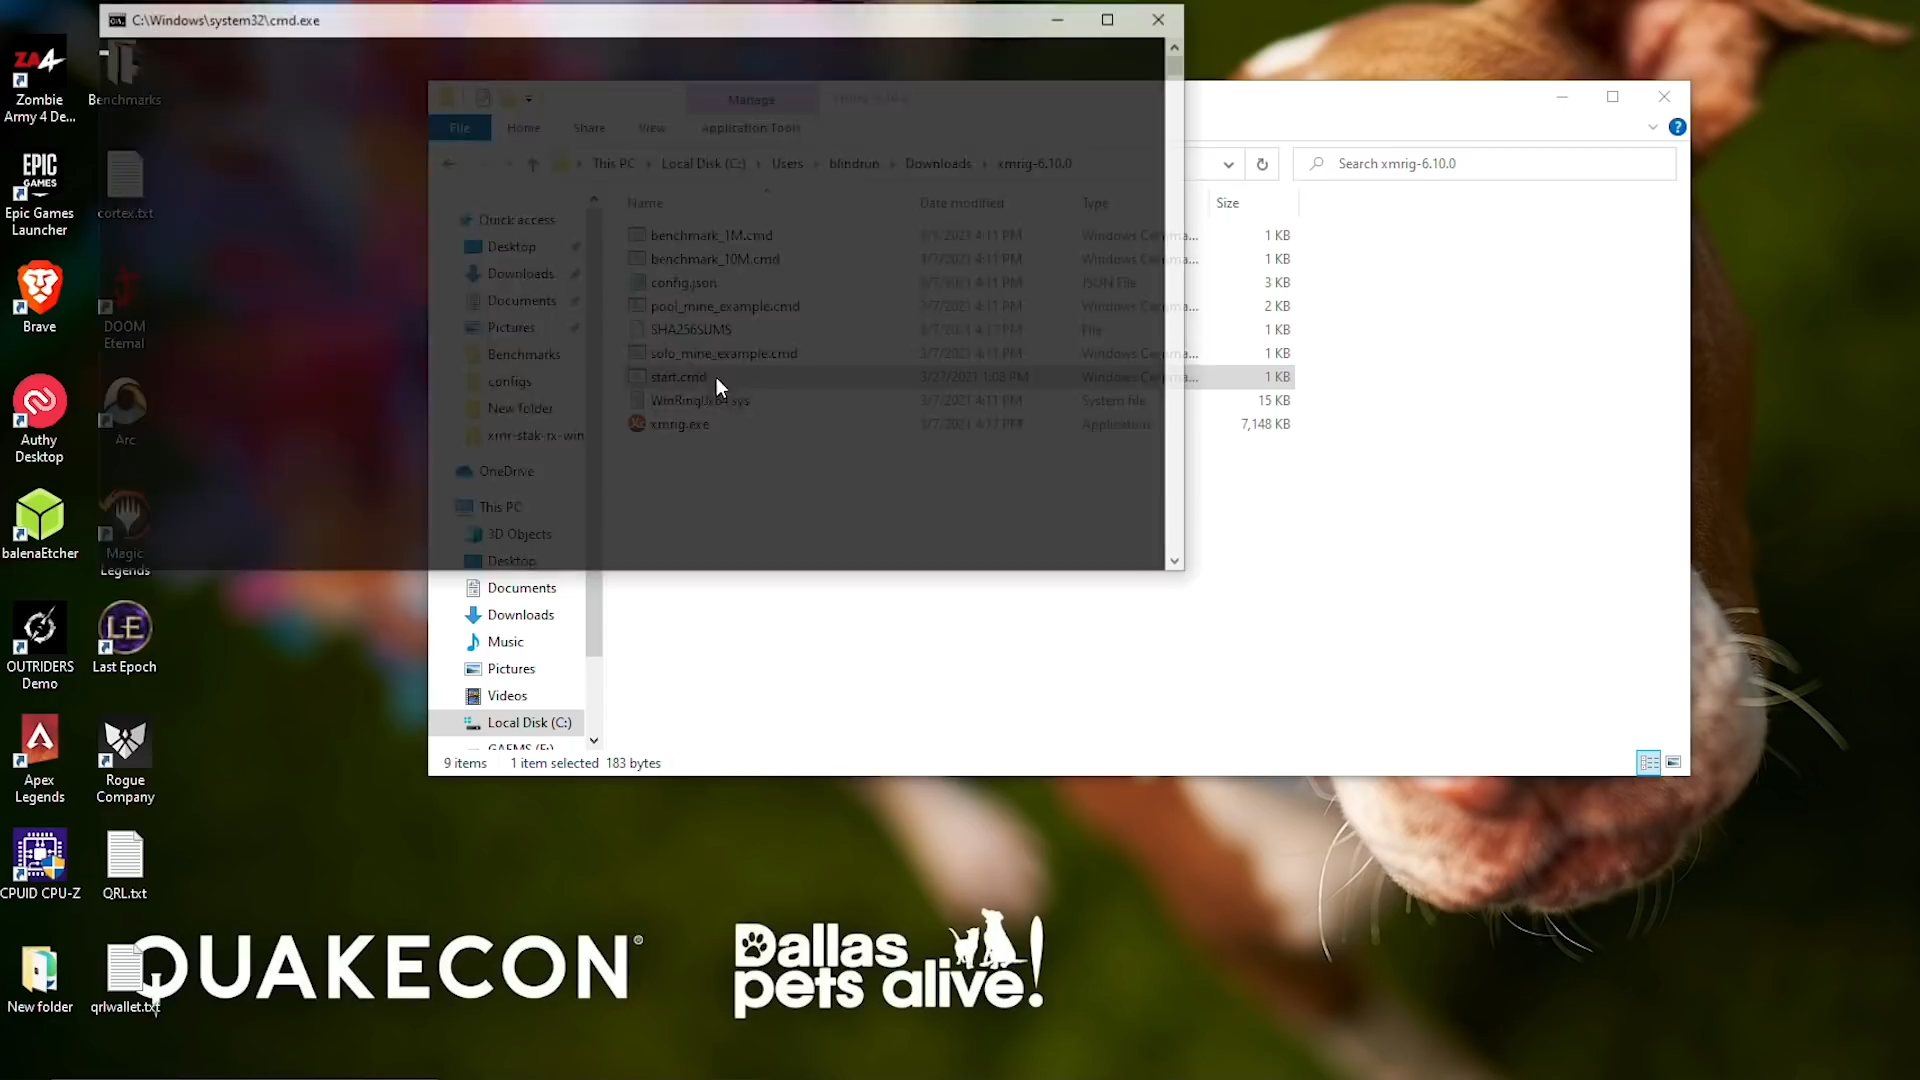 C:\Windows\system32\cmd.exe
ZA4
Zombie
Army 4 De...
Benchmarks
EPIC
GAMES
Epic Games
Launcher
cortex.txt
Brave
DOOM
Eternal
Authy
Desktop
Arc
balenaEtcher
Magic
Legends
OUTRIDERS
Demo
LE
Last Epoch
Apex
Legends
Rogue
Company
CPUID CPU-Z
QRL.txt
New folder
qrlwallet.txt
Manage
xmrig-6.10.0
File
Home
Share
View
Application Tools
This PC
Local Disk (C:)
Users
blindrun
Downloads
xmrig-6.10.0
Search xmrig-6.10.0
Name
Date modified
Type
Size
benchmark_1M.cmd 3/7/2021 4:11 PM Windows Comma... 1 KB
benchmark_10M.cmd 3/7/2021 4:11 PM Windows Comma... 1 KB
config.json 3/7/2021 4:11 PM JSON File 3 KB
pool_mine_example.cmd 3/7/2021 4:11 PM Windows Comma... 2 KB
SHA256SUMS 3/7/2021 4:17 PM File 1 KB
solo_mine_example.cmd 3/7/2021 4:11 PM Windows Comma... 1 KB
start.cmd 3/27/2021 1:08 PM Windows Comma... 1 KB
3/7/2021 4:11 PM System file 15 KB
xmrig.exe 3/7/2021 4:17 PM Application 7,148 KB
Quick access
Desktop
Downloads
Documents
Pictures
Benchmarks
configs
New folder
xmr-stak-rx-win
OneDrive
This PC
3D Objects
Desktop
Documents
Downloads
Music
Pictures
Videos
Local Disk (C:)
GAEMS (E:)
9 items
1 item selected 183 bytes
QUAKECON®
Dallas
pets alive!